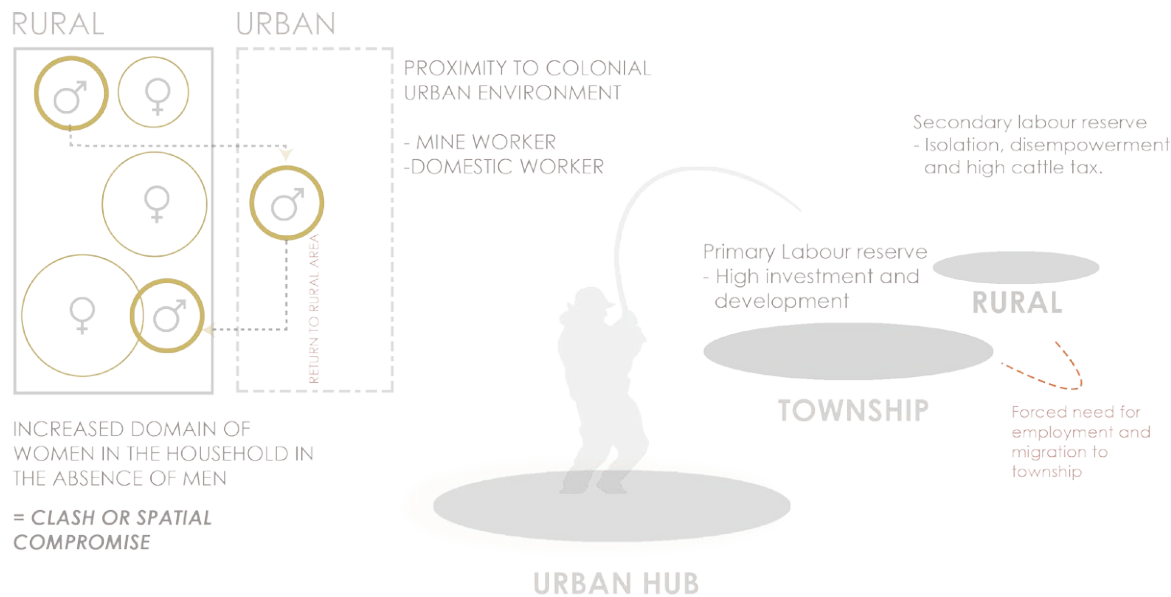 RURAL
URBAN
PROXIMITY TO COLONIAL
URBAN ENVIRONMENT
- MINE WORKER
-DOMESTIC WORKER
RETURN TO RURAL AREA
INCREASED DOMAIN OF
WOMEN IN THE HOUSEHOLD IN
THE ABSENCE OF MEN
= CLASH OR SPATIAL
COMPROMISE
Secondary labour reserve
- Isolation, disempowerment
and high cattle tax.
Primary Labour reserve
- High investment and
development
RURAL
TOWNSHIP
Forced need for
employment and
migration to
township
URBAN HUB